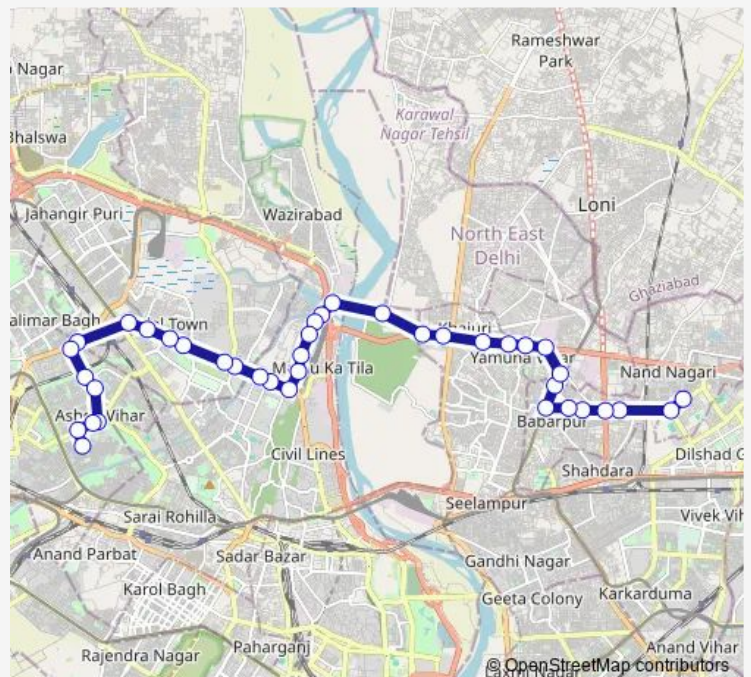 Rameshwar
Park
Nagar
Karawal
Nagar Tehsil
Bhalswa
Jahangir Puri
Wazirabad
Loni
North East
Delhi
Ghaziabad
alimar Bagh
Town
Khajuri
Yamuna V
Nand Nagari
Ka Tila
Vihar
Babarpur
Civil Lines
Dilshad G
Shahdara
Seelampur
Sarai Rohilla
Vivek Vih
Anand Parbat
Sadar Bazar
Gandhi Nagar
Karol Bagh
Geeta Colony
Karkarduma
Rajendra Nagar
Paharganj
Anand Vihar
Laxmi Nagar
© OpenStreetMap contributors